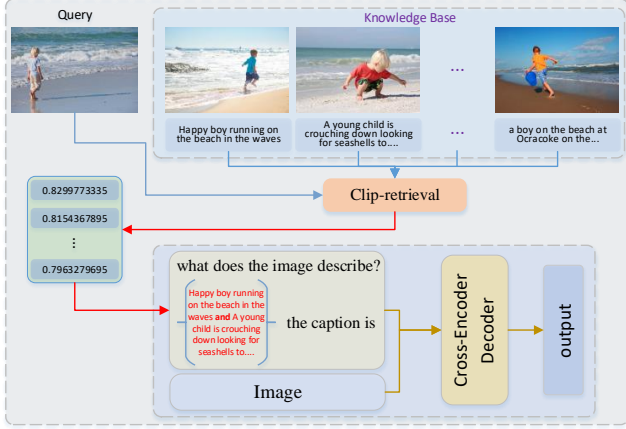 Query
Knowledge Base
Happy boy running on
the beach in the waves
A young child is
crouching down looking
for seashells to....
...
...
a boy on the beach at
Ocracoke on the...
Clip-retrieval
0.8299773335
0.8154367895
⋮
0.7963279695
what does the image describe?
Happy boy running
on the beach in the
waves and A young
child is crouching
down looking for
seashells to....
the caption is
Image
Cross-Encoder
Decoder
output